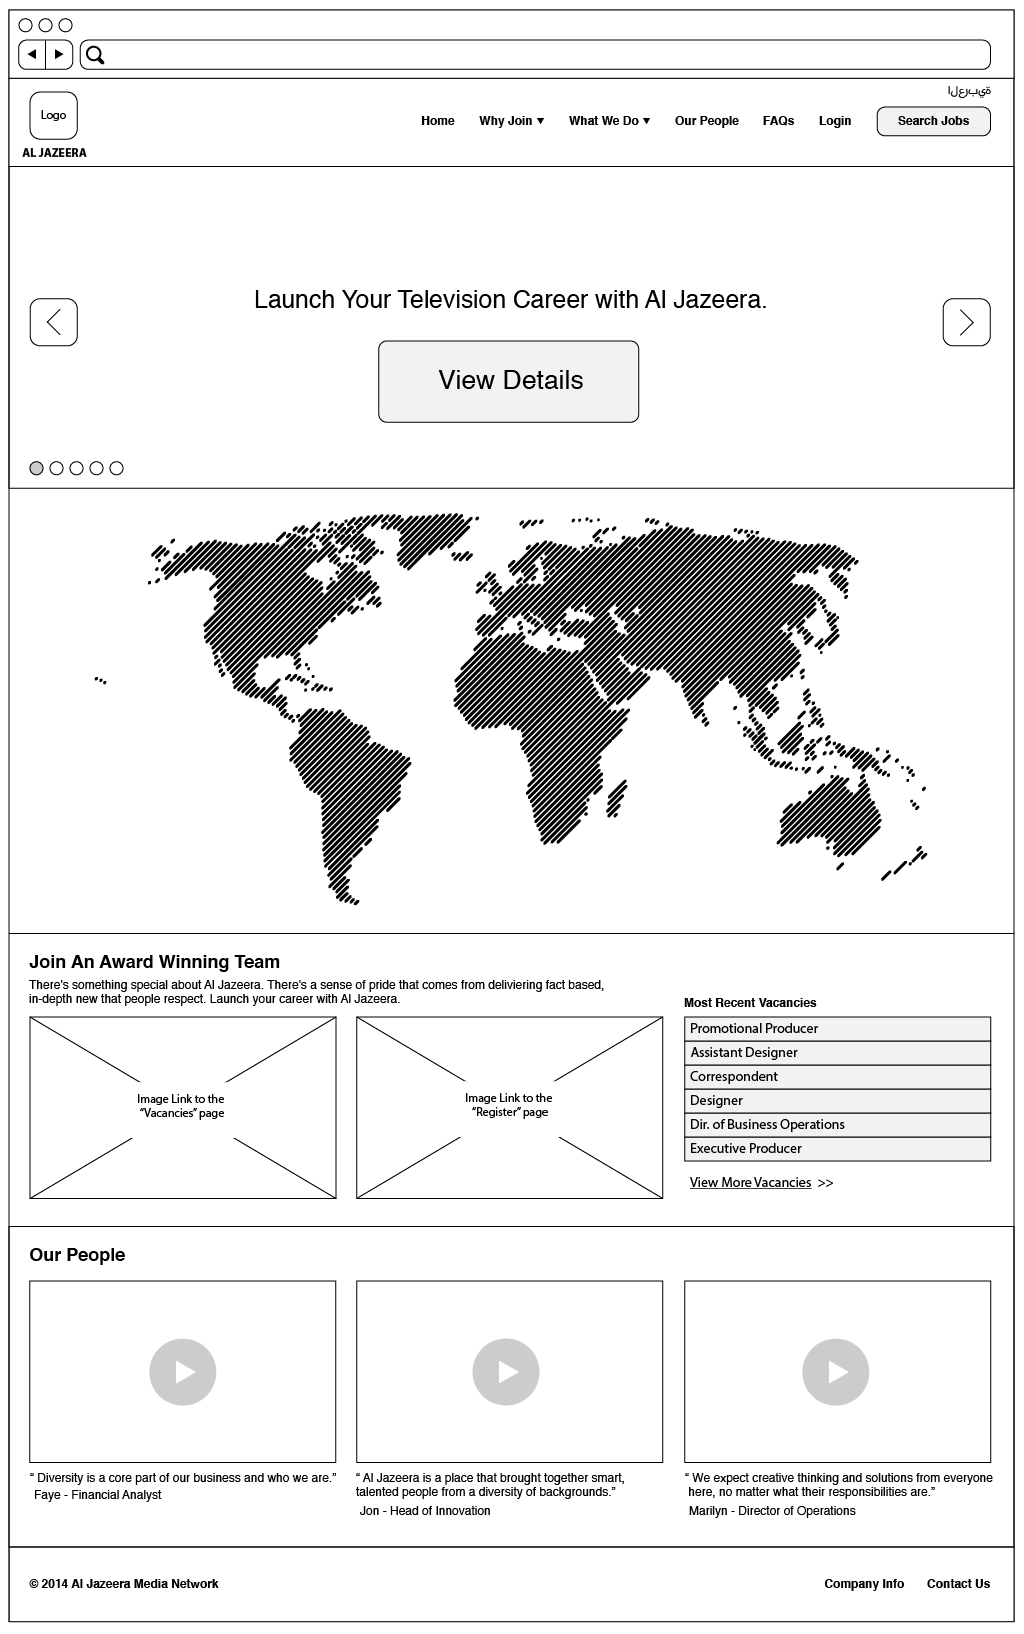 العربية
Logo
AL JAZEERA
Home
Why Join
What We Do
Our People
FAQs
Login
Search Jobs
Launch Your Television Career with Al Jazeera.
View Details
Join An Award Winning Team
There's something special about Al Jazeera. There's a sense of pride that comes from deliviering fact based,
in-depth new that people respect. Launch your career with Al Jazeera.
Image Link to the
“Vacancies” page
Image Link to the
“Register” page
Most Recent Vacancies
Promotional Producer
Assistant Designer
Correspondent
Designer
Dir. of Business Operations
Executive Producer
View More Vacancies >>
Our People
“ Diversity is a core part of our business and who we are.”
Faye - Financial Analyst
“ Al Jazeera is a place that brought together smart,
talented people from a diversity of backgrounds.”
Jon - Head of Innovation
“ We expect creative thinking and solutions from everyone
here, no matter what their responsibilities are.”
Marilyn - Director of Operations
© 2014 Al Jazeera Media Network
Company Info
Contact Us